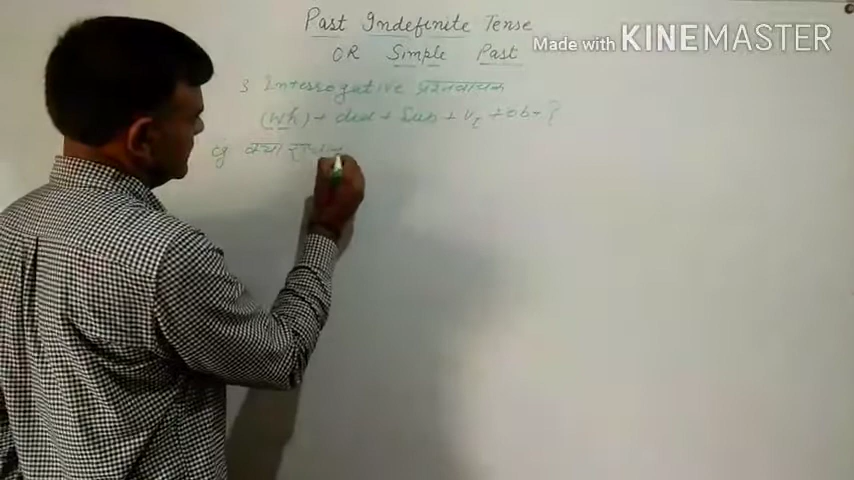 Past Indefinite Tense
OR Simple Past
Made with KINEMASTER
3 Interrogative प्रश्नवाचक
(Wh) + did + Sub + V₁ + ob + ?
eg क्या